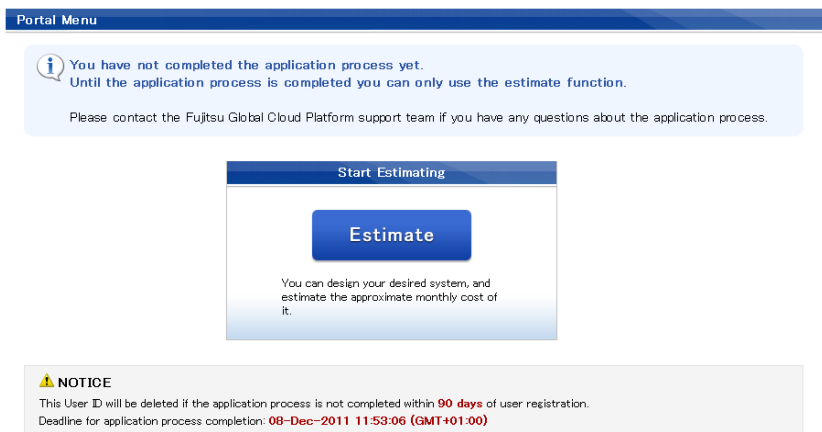 Portal Menu
You have not completed the application process yet.
Until the application process is completed you can only use the estimate function.
Please contact the Fujitsu Global Cloud Platform support team if you have any questions about the application process.
Start Estimating
Estimate
You can design your desired system, and
estimate the approximate monthly cost of
it.
NOTICE
This User ID will be deleted if the application process is not completed within 90 days of user registration.
Deadline for application process completion: 08-Dec-2011 11:53:06 (GMT+01:00)